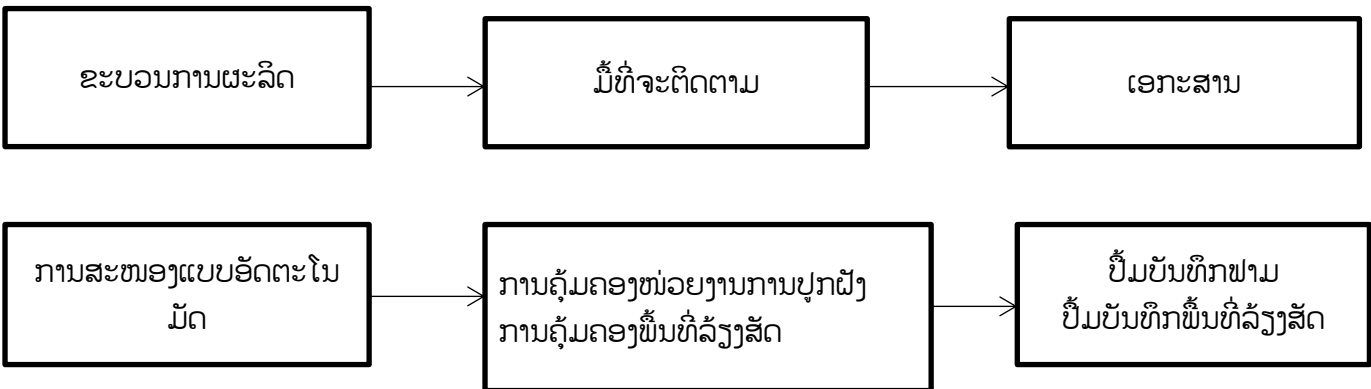 ຂະບວນການຜະລິດ
ມື້ທີ່ຈະຕິດຕາມ
ເອກະສານ
ການສະໜອງແບບອັດຕະໂນ
ມັດ
ການຄຸ້ມຄອງໜ່ວຍງານການປູກຝັງ
ການຄຸ້ມຄອງພື້ນທີ່ລ້ຽງສັດ
ປຶ້ມບັນທຶກຟາມ
ປຶ້ມບັນທຶກພື້ນທີ່ລ້ຽງສັດ